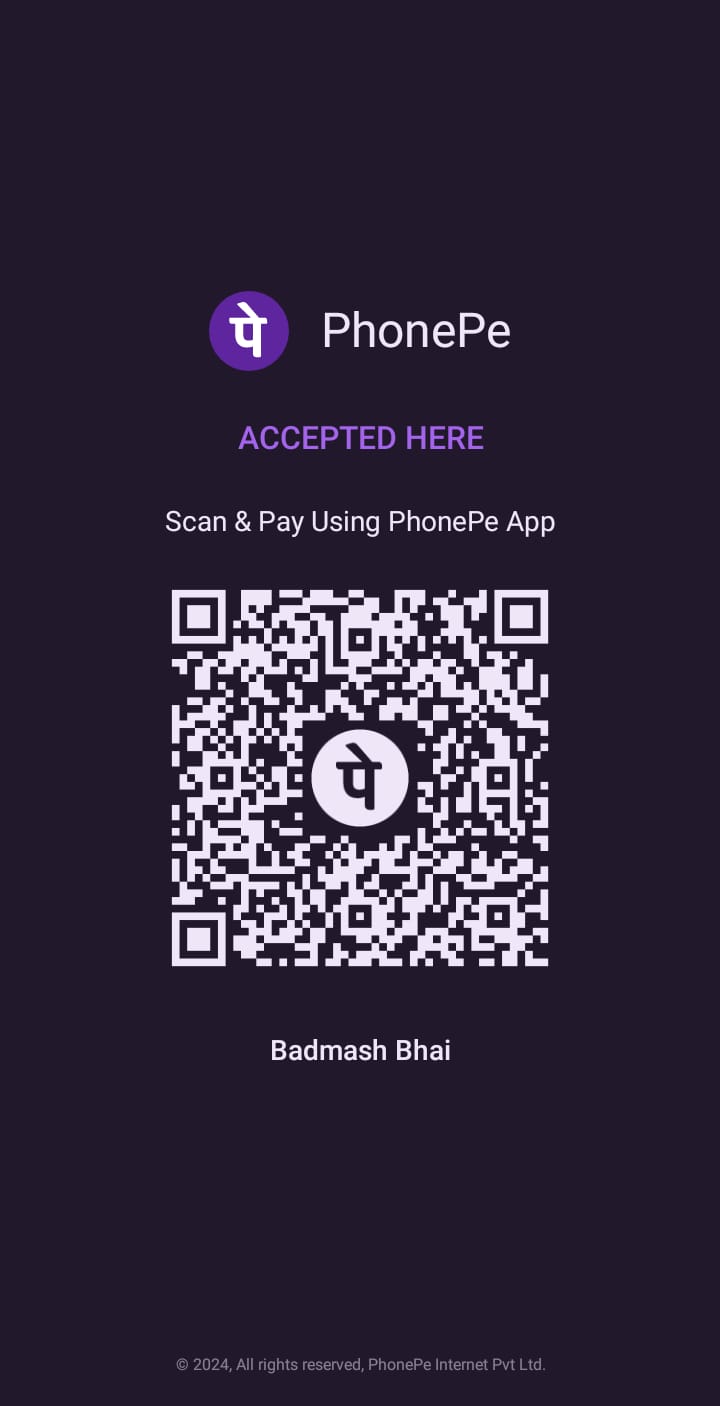 पे PhonePe
ACCEPTED HERE
Scan & Pay Using PhonePe App
पे
Badmash Bhai
© 2024, All rights reserved, PhonePe Internet Pvt Ltd.